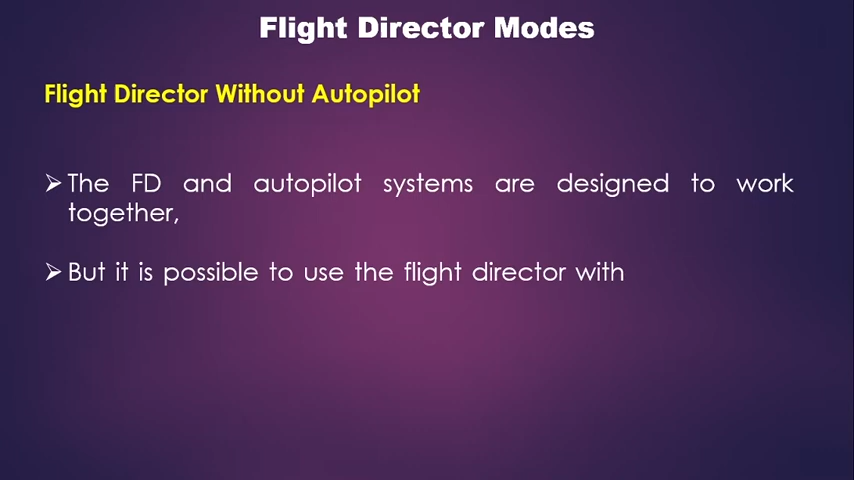 Flight Director Modes
Flight Director Without Autopilot
➢ The FD and autopilot systems are designed to work
together,
➢ But it is possible to use the flight director with